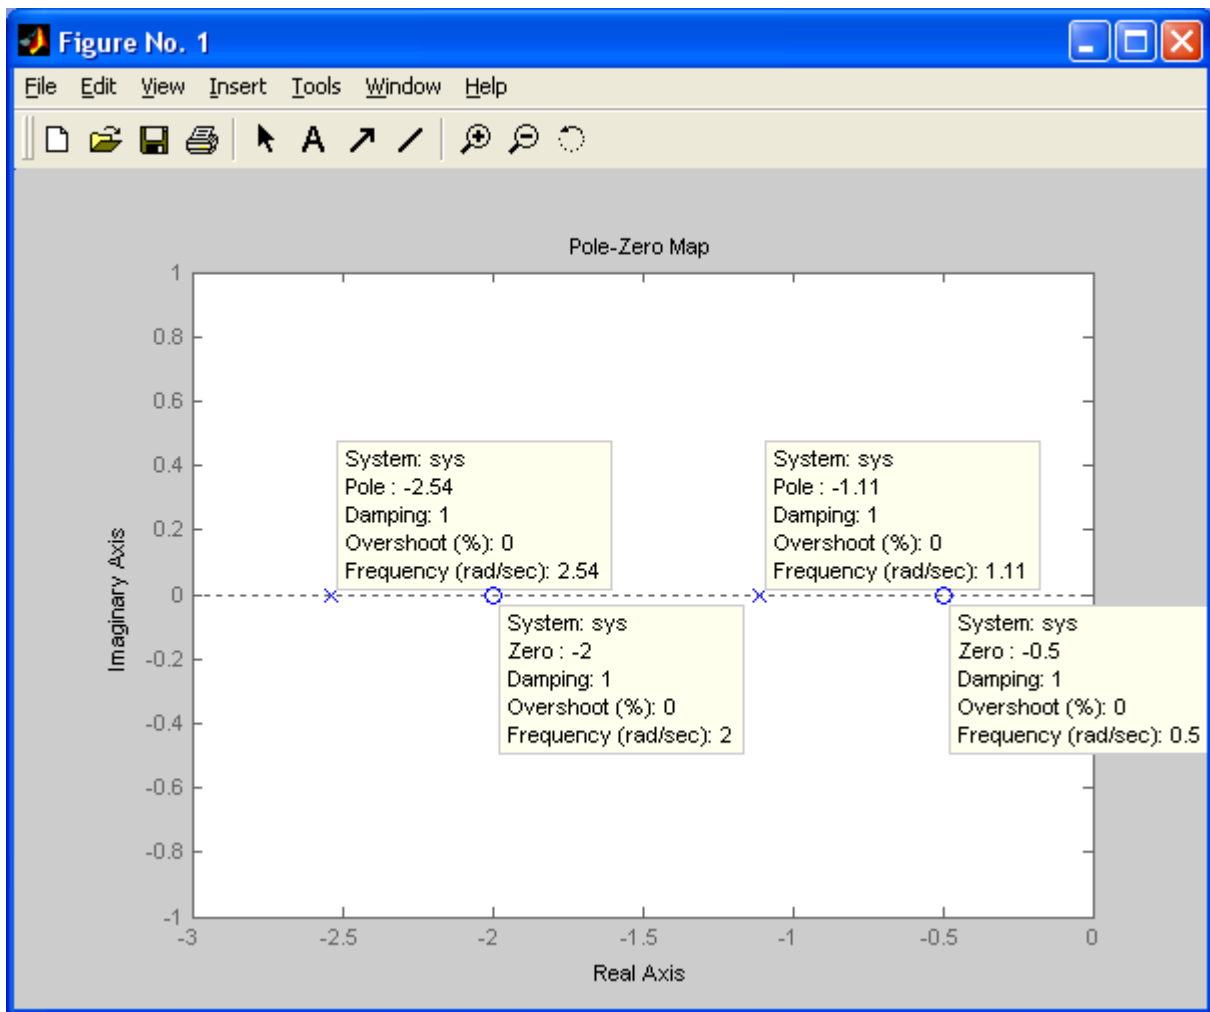 Figure No. 1
File Edit View Insert Tools Window Help
A
Pole-Zero Map
1
0.8
0.6
0.4
0.2
0
-0.2
-0.4
-0.6
-0.8
-1
Imaginary Axis
System: sys
Pole : -2.54
Damping: 1
Overshoot (%): 0
Frequency (rad/sec): 2.54
System: sys
Pole : -1.11
Damping: 1
Overshoot (%): 0
Frequency (rad/sec): 1.11
System: sys
Zero : -2
Damping: 1
Overshoot (%): 0
Frequency (rad/sec): 2
System: sys
Zero : -0.5
Damping: 1
Overshoot (%): 0
Frequency (rad/sec): 0.5
-3 -2.5 -2 -1.5 -1 -0.5 0
Real Axis